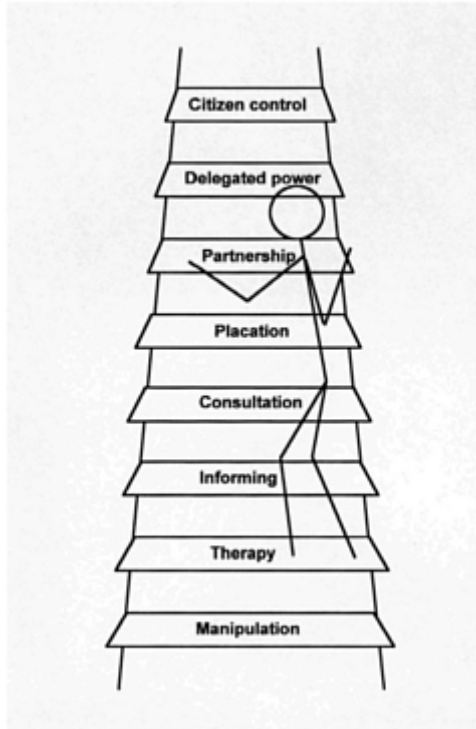 Citizen control
Delegated power
Partnership
Placation
Consultation
Informing
Therapy
Manipulation